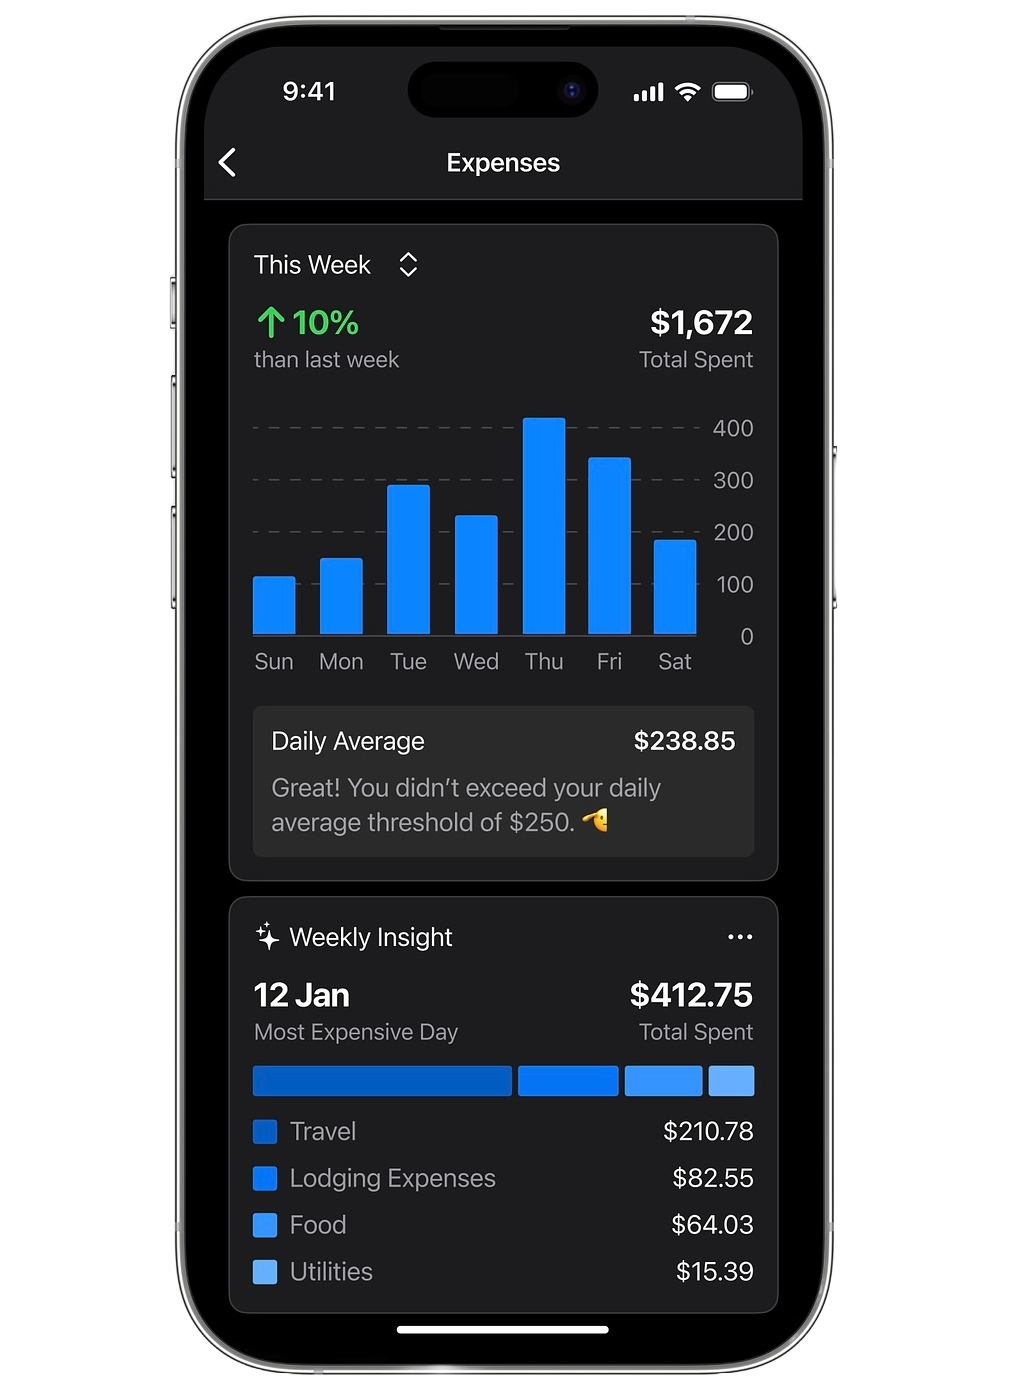 9:41
Expenses
This Week
10%
$1,672
than last week
Total Spent
400
300
200
100
0
Sun Mon Tue Wed Thu Fri Sat
Daily Average $238.85
Great! You didn’t exceed your daily
average threshold of $250. 🫡
Weekly Insight
12 Jan $412.75
Most Expensive Day Total Spent
Travel $210.78
Lodging Expenses $82.55
Food $64.03
Utilities $15.39